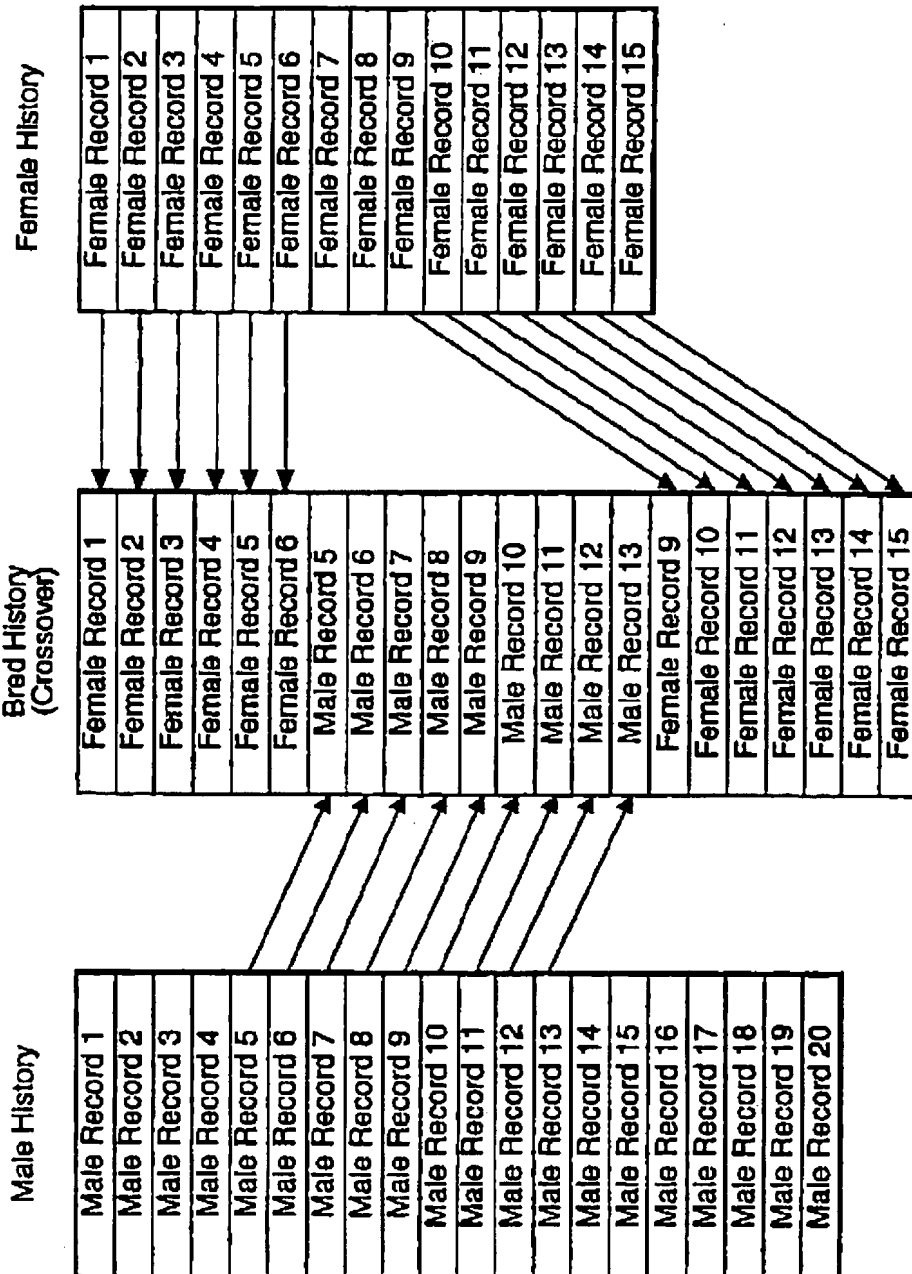 Male History
Male Record 1
Male Record 2
Male Record 3
Male Record 4
Male Record 5
Male Record 6
Male Record 7
Male Record 8
Male Record 9
Male Record 10
Male Record 11
Male Record 12
Male Record 13
Male Record 14
Male Record 15
Male Record 16
Male Record 17
Male Record 18
Male Record 19
Male Record 20
Bred History
(Crossover)
Female Record 1
Female Record 2
Female Record 3
Female Record 4
Female Record 5
Female Record 6
Male Record 5
Male Record 6
Male Record 7
Male Record 8
Male Record 9
Male Record 10
Male Record 11
Male Record 12
Male Record 13
Female Record 9
Female Record 10
Female Record 11
Female Record 12
Female Record 13
Female Record 14
Female Record 15
Female History
Female Record 1
Female Record 2
Female Record 3
Female Record 4
Female Record 5
Female Record 6
Female Record 7
Female Record 8
Female Record 9
Female Record 10
Female Record 11
Female Record 12
Female Record 13
Female Record 14
Female Record 15